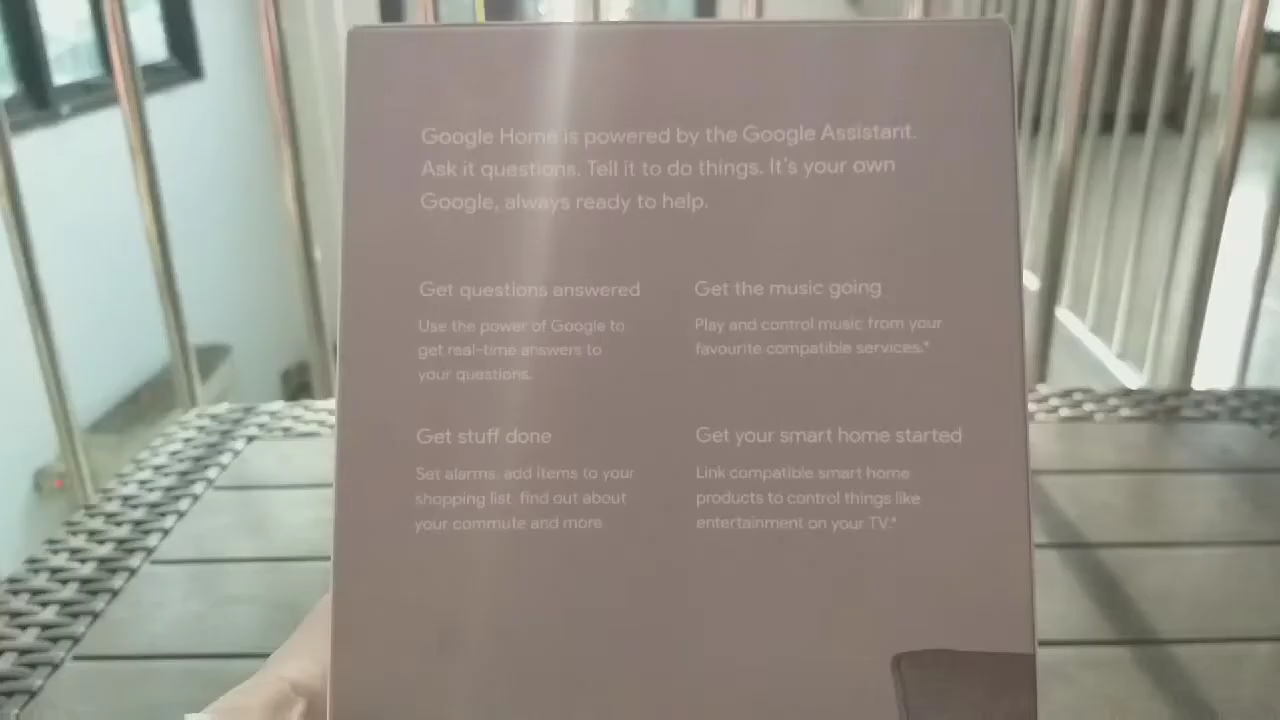 Google Home is powered by the Google Assistant.
Ask it questions. Tell it to do things. It's your own
Google, always ready to help.
Get questions answered
Use the power of Google to
get real-time answers to
your questions.
Get the music going
Play and control music from your
favourite compatible services.*
Get stuff done
Set alarms, add items to your
shopping list, find out about
your commute and more
Get your smart home started
Link compatible smart home
products to control things like
entertainment on your TV.*